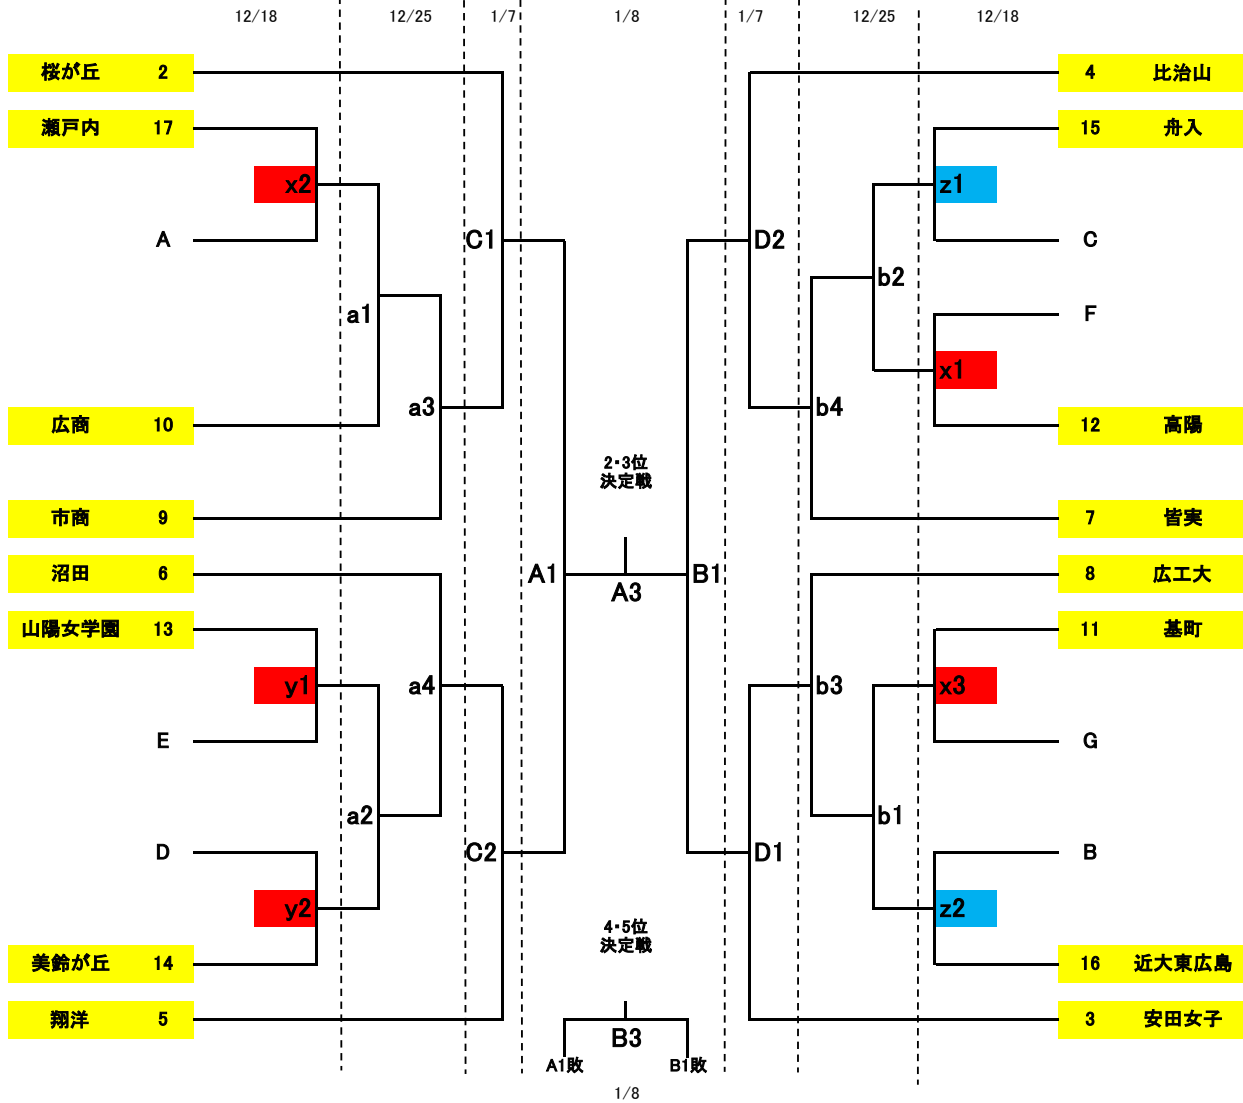 12/18 12/25 1/7 1/8 1/7 12/25 12/18
桜が丘 2 4 比治山
瀬戸内 17 15 舟入
x2 z1
A C1 D2 C
b2
a1 F
x1
a3 b4
広商 10 12 高陽
2・3位
決定戦
市商 9 7 皆実
沼田 6 A1 B1 8 広工大
A3
山陽女学園 13 11 基町
y1 a4 b3 x3
E G
a2 b1
D C2 D1 B
y2 z2
4・5位
決定戦
美鈴が丘 14 16 近大東広島
翔洋 5 3 安田女子
B3
A1敗 B1敗
1/8